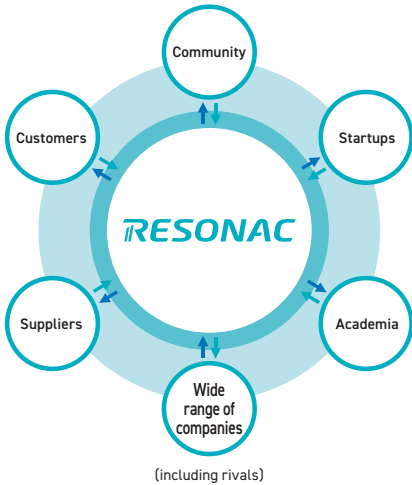 Community
Customers
Startups
RESONAC
Suppliers
Academia
Wide
range of
companies
(including rivals)